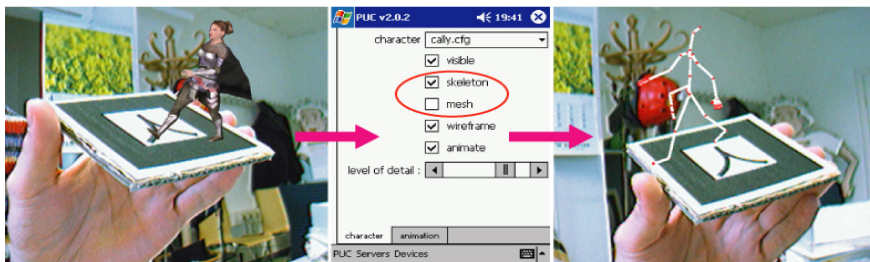 PUC v2.0.2 19:41
character cally.cfg
visible
skeleton
mesh
wireframe
animate
level of detail :
character animation
PUC Servers Devices